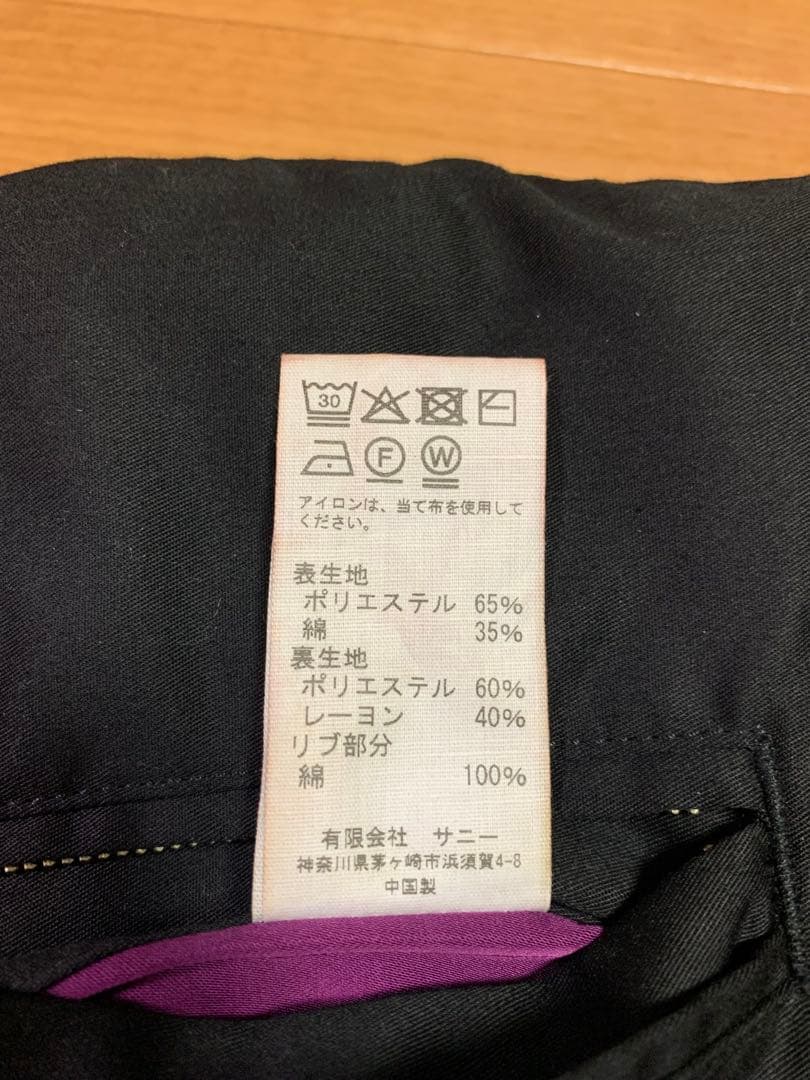 30
F W
アイロンは、当て布を使用して
ください。
表生地
ポリエステル 65%
綿 35%
裏生地
ポリエステル 60%
レーヨン 40%
リブ部分
綿 100%
有限会社 サニー
神奈川県茅ヶ崎市浜須賀4-8
中国製